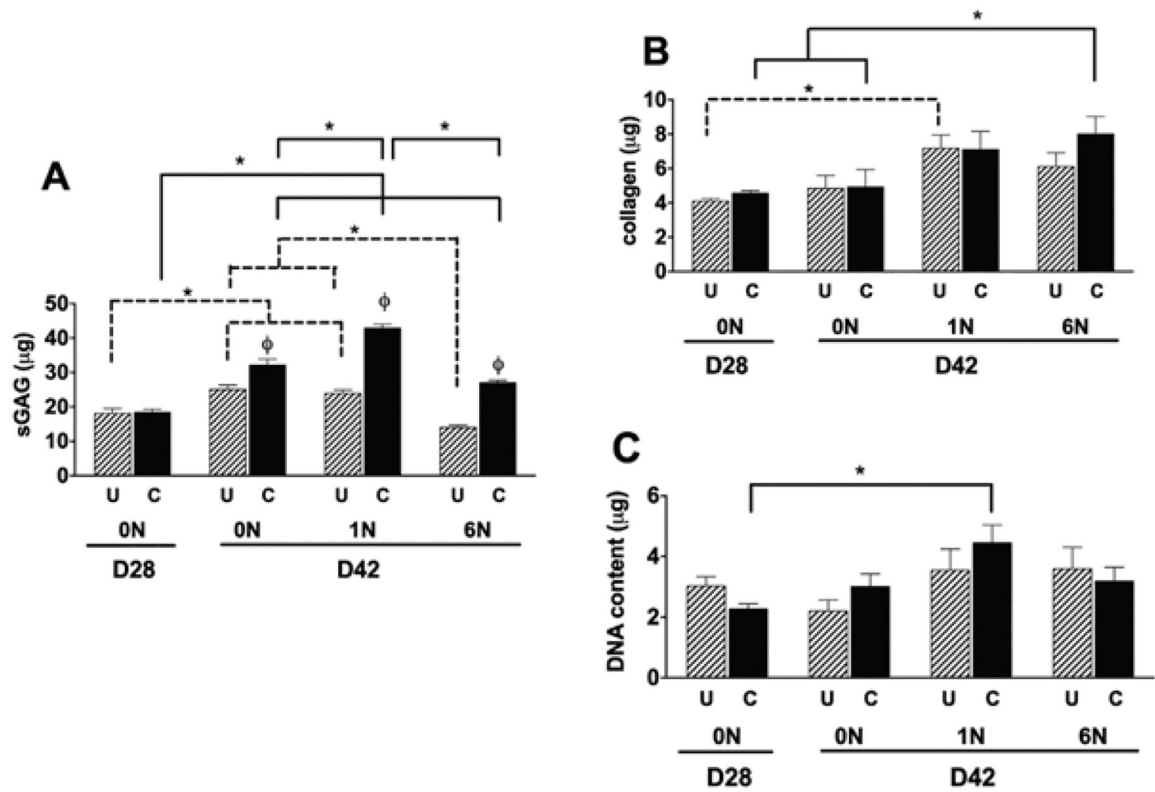 A
*
*
*
*
*
ϕ
ϕ
ϕ
sGAG (μg)
50
40
30
20
10
0
U C U C U C U C
0N 0N 1N 6N
D28 D42
B
*
*
collagen (μg)
10
8
6
4
2
0
U C U C U C U C
0N 0N 1N 6N
D28 D42
C
*
DNA content (μg)
6
4
2
0
U C U C U C U C
0N 0N 1N 6N
D28 D42